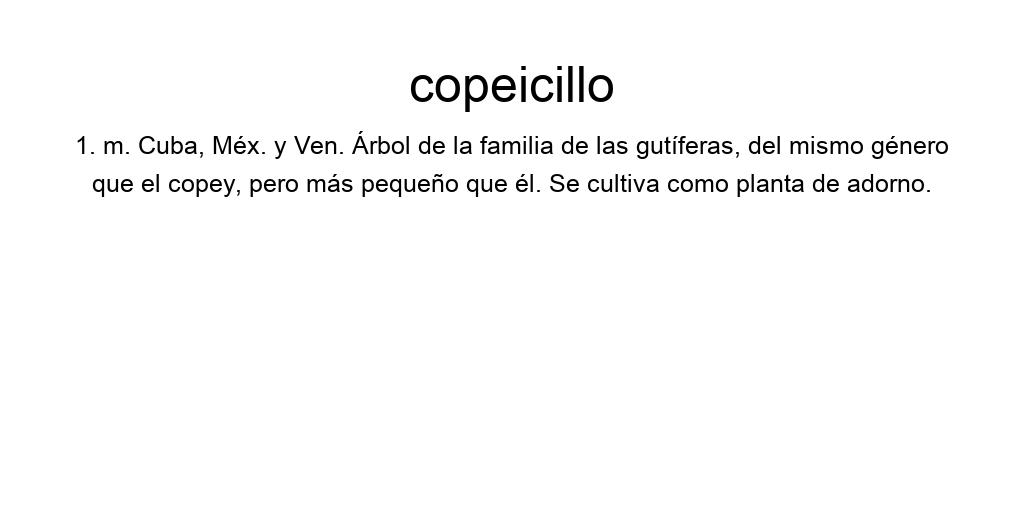 copeicillo
1. m. Cuba, Méx. y Ven. Árbol de la familia de las gutíferas, del mismo género
que el copey, pero más pequeño que él. Se cultiva como planta de adorno.